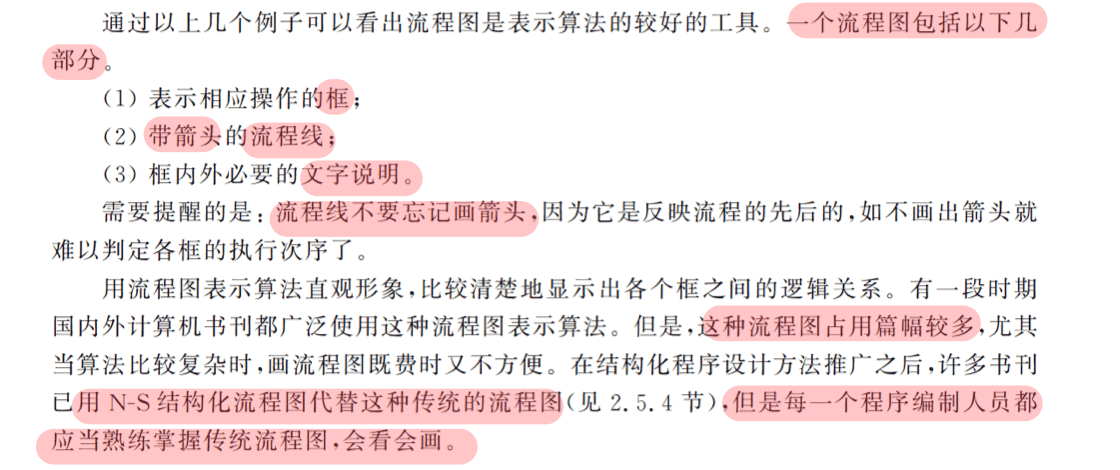 通过以上几个例子可以看出流程图是表示算法的较好的工具。一个流程图包括以下几
部分。
(1) 表示相应操作的框;
(2) 带箭头的流程线;
(3) 框内外必要的文字说明。
需要提醒的是:流程线不要忘记画箭头,因为它是反映流程的先后的,如不画出箭头就
难以判定各框的执行次序了。
用流程图表示算法直观形象,比较清楚地显示出各个框之间的逻辑关系。有一段时期
国内外计算机书刊都广泛使用这种流程图表示算法。但是,这种流程图占用篇幅较多,尤其
当算法比较复杂时,画流程图既费时又不方便。在结构化程序设计方法推广之后,许多书刊
已用 N-S 结构化流程图代替这种传统的流程图(见 2.5.4 节),但是每一个程序编制人员都
应当熟练掌握传统流程图,会看会画。